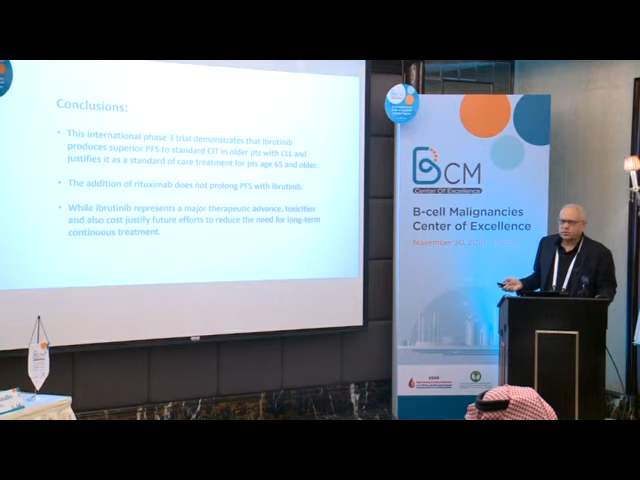 Conclusions:
• This international phase 3 trial demonstrates that ibrutinib
produces superior PFS to standard CIT in older pts with CLL and
justifies it as a standard of care treatment for pts age 65 and older.
• The addition of rituximab does not prolong PFS with ibrutinib.
• While ibrutinib represents a major therapeutic advance, toxicities
and also cost justify future efforts to reduce the need for long-term
continuous treatment.
BCM
Center Of Excellence
B-cell Malignancies
Center of Excellence
November 30,